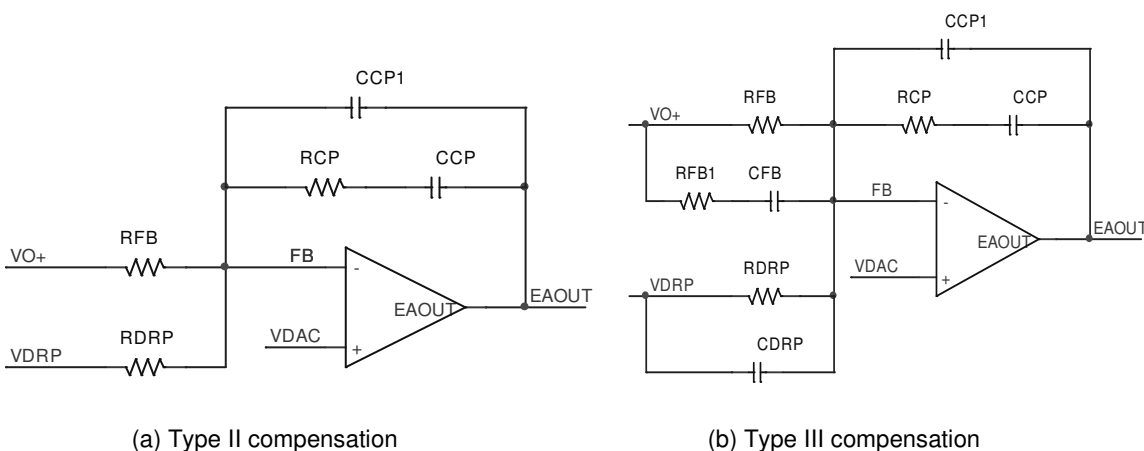 CCP1
RCP
CCP
RFB
VO+
FB
-
EAOUT
EAOUT
RDRP
VDAC
+
VDRP
(a) Type II compensation
CCP1
VO+
RFB
RCP
CCP
RFB1
CFB
FB
-
EAOUT
EAOUT
RDRP
VDAC
+
VDRP
CDRP
(b) Type III compensation